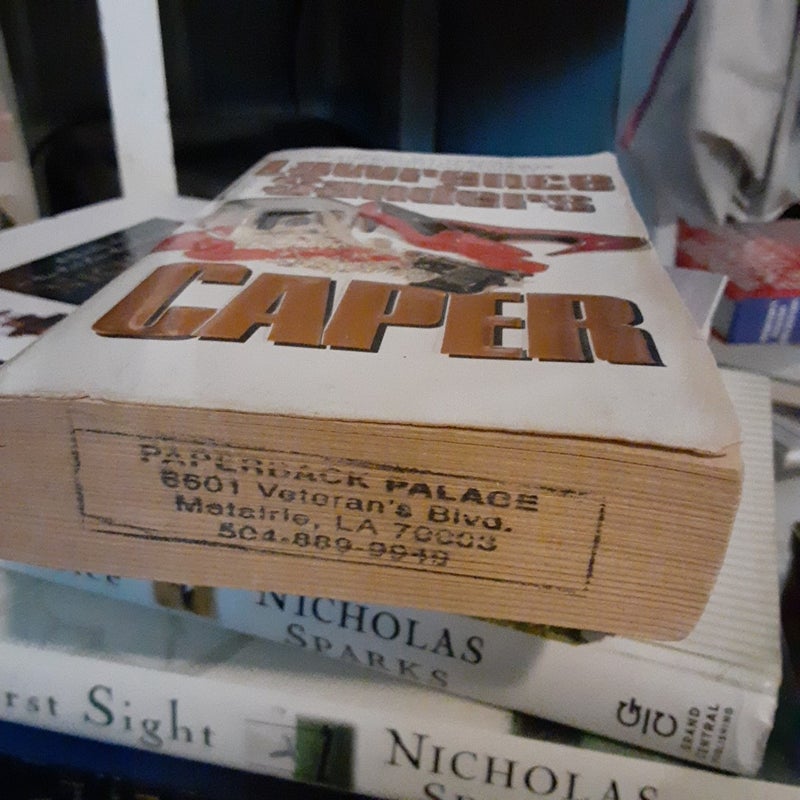 Lawrence
Sanders
CAPER
PAPERBACK PALACE
6601 Veteran's Blvd.
Metairie, LA 70003
504-889-9949
NICHOLAS
SPARKS
GRAND
CENTRAL
PUBLISHING
rst Sight
NICHOLAS